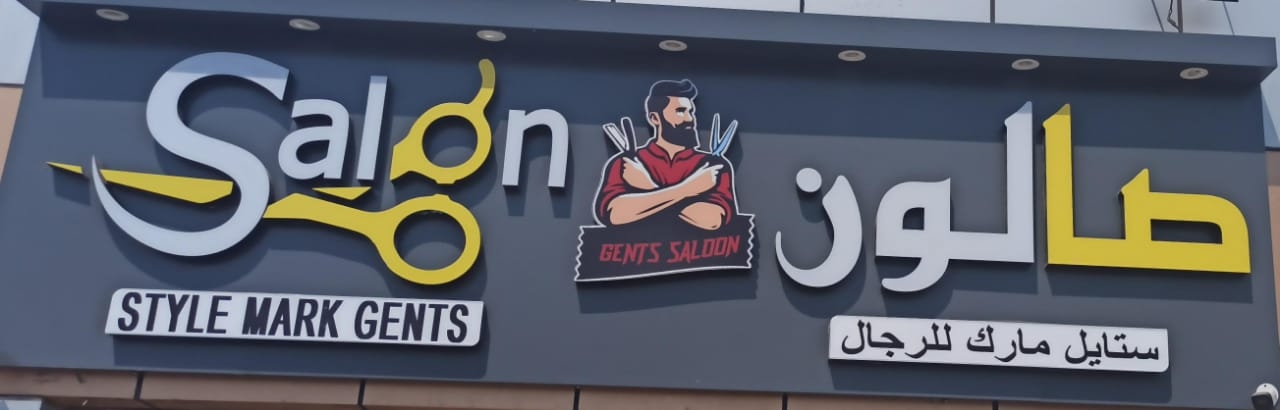 Salon
STYLE MARK GENTS
GENTS SALOON
صالون
ستايل مارك للرجال